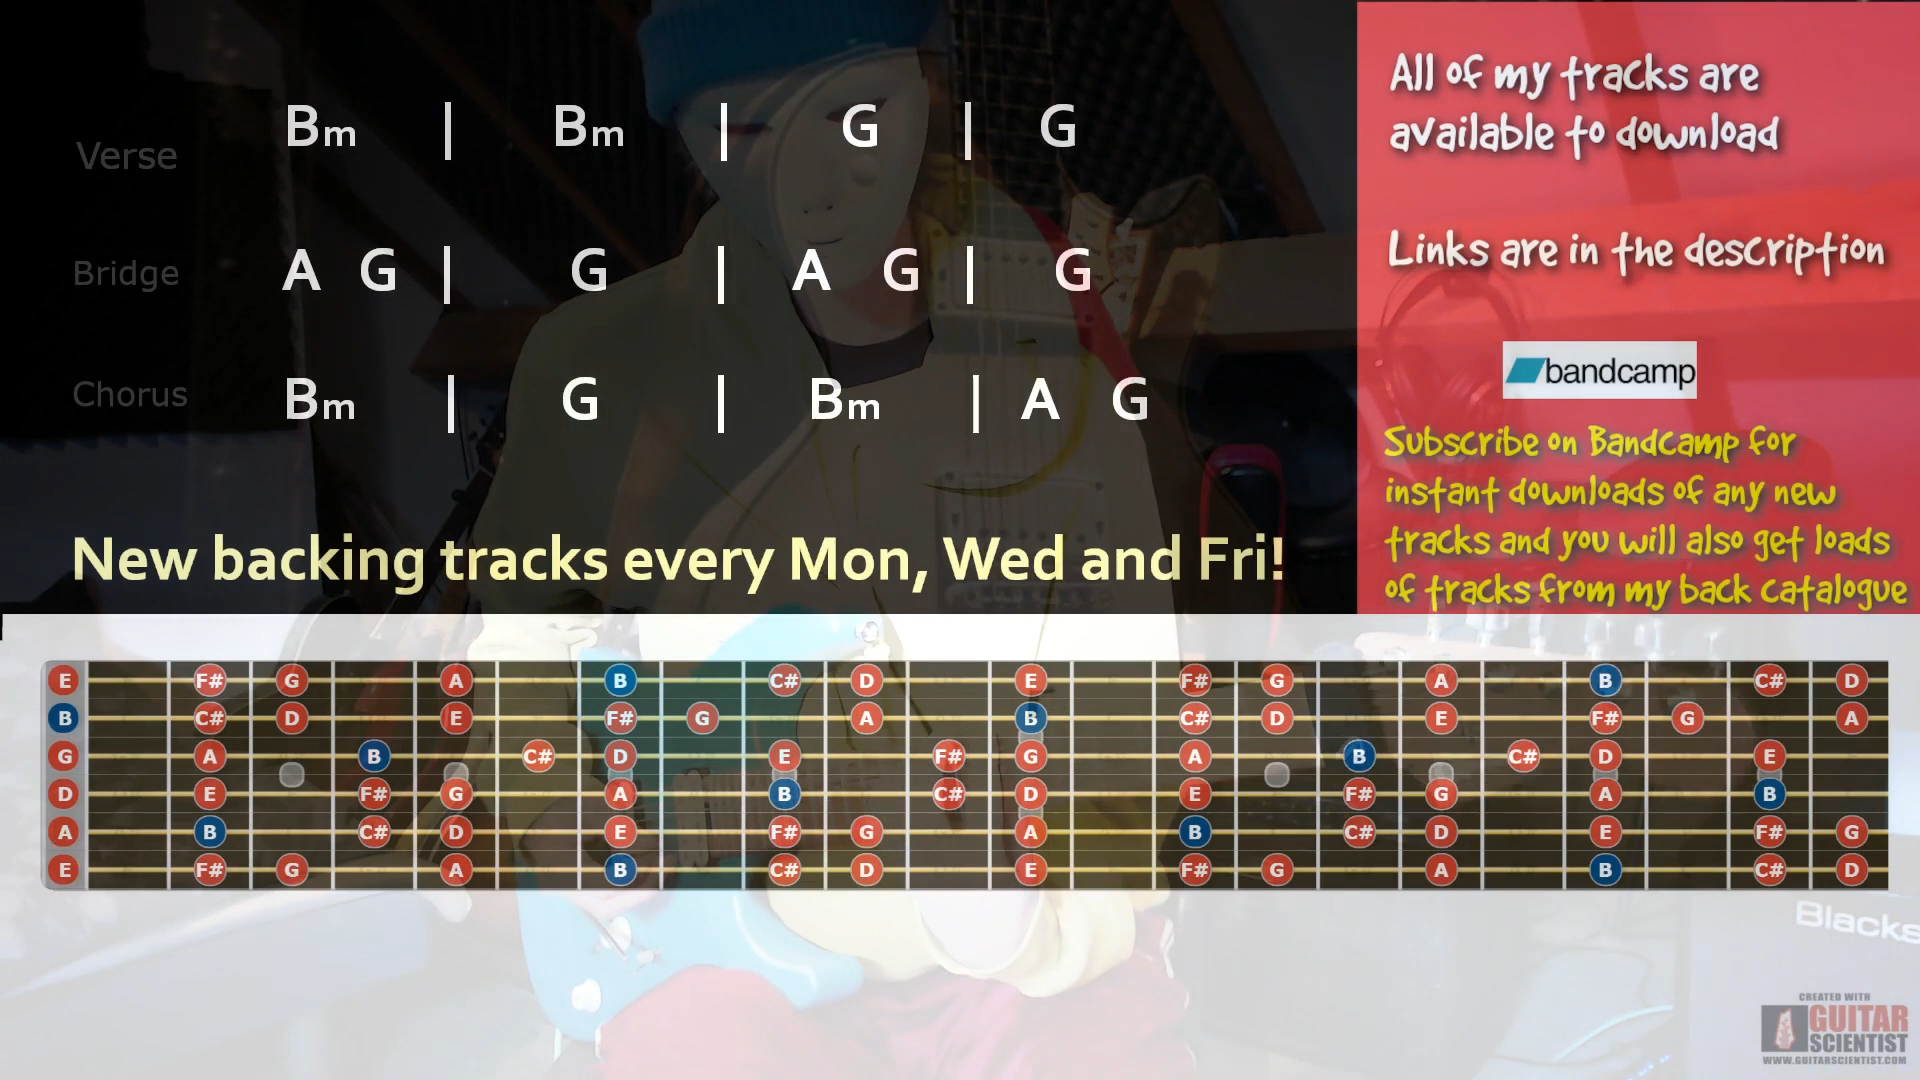 Verse Bm | Bm | G | G
Bridge A G | G | A G | G
Chorus Bm | G | Bm | A G
New backing tracks every Mon, Wed and Fri!
All of my tracks are
available to download
Links are in the description
bandcamp
Subscribe on Bandcamp for
instant downloads of any new
tracks and you will also get loads
of tracks from my back catalogue
E F# G A B C# D E F# G A B C# D
B C# D E F# G A B C# D E F# G A
G A B C# D E F# G A B C# D E
D E F# G A B C# D E F# G A B
A B C# D E F# G A B C# D E F# G
E F# G A B C# D E F# G A B C# D
Blacks
CREATED WITH
GUITAR
SCIENTIST
WWW.GUITARSCIENTIST.COM